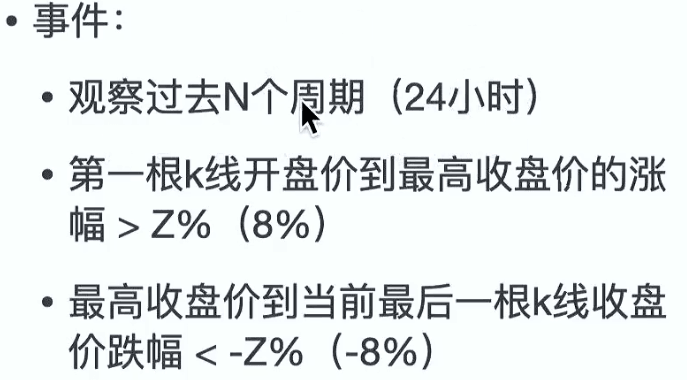 • 事件：
• 观察过去N个周期（24小时）
• 第一根k线开盘价到最高收盘价的涨
幅 > Z%（8%）
• 最高收盘价到当前最后一根k线收盘
价跌幅 < -Z%（-8%）